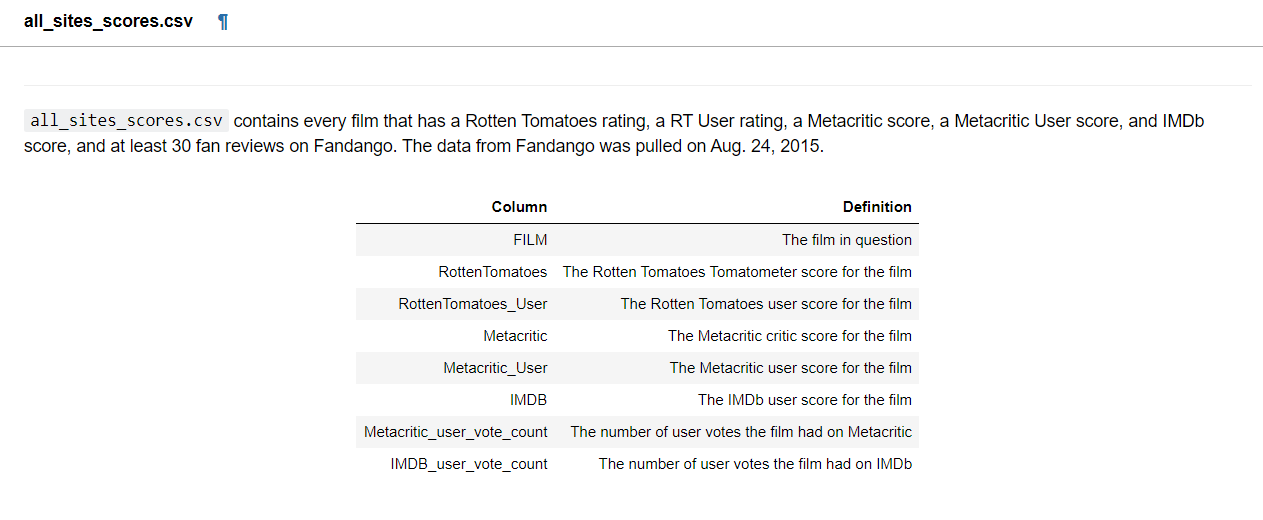 all_sites_scores.csv ¶
all_sites_scores.csv contains every film that has a Rotten Tomatoes rating, a RT User rating, a Metacritic score, a Metacritic User score, and IMDb
score, and at least 30 fan reviews on Fandango. The data from Fandango was pulled on Aug. 24, 2015.
Column Definition
FILM The film in question
RottenTomatoes The Rotten Tomatoes Tomatometer score for the film
RottenTomatoes_User The Rotten Tomatoes user score for the film
Metacritic The Metacritic critic score for the film
Metacritic_User The Metacritic user score for the film
IMDB The IMDb user score for the film
Metacritic_user_vote_count The number of user votes the film had on Metacritic
IMDB_user_vote_count The number of user votes the film had on IMDb